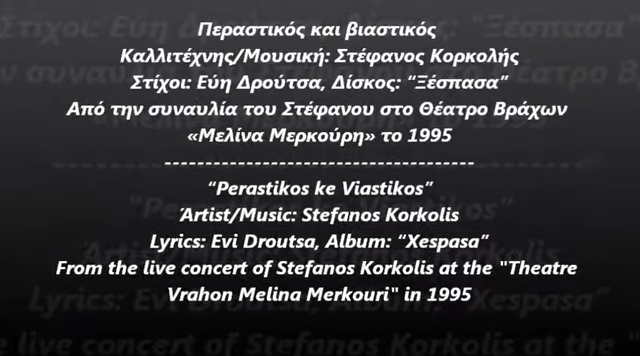 Περαστικός και βιαστικός
Καλλιτέχνης/Μουσική: Στέφανος Κορκολής
Στίχοι: Εύη Δρούτσα, Δίσκος: “Ξέσπασα”
Από την συναυλία του Στέφανου στο Θέατρο Βράχων
«Μελίνα Μερκούρη» το 1995
--------------------------------------
“Perastikos ke Viastikos”
Άrtist/Music: Stefanos Korkolis
Lyrics: Evi Droutsa, Album: “Xespasa”
From the live concert of Stefanos Korkolis at the "Theatre
Vrahon Melina Merkouri" in 1995